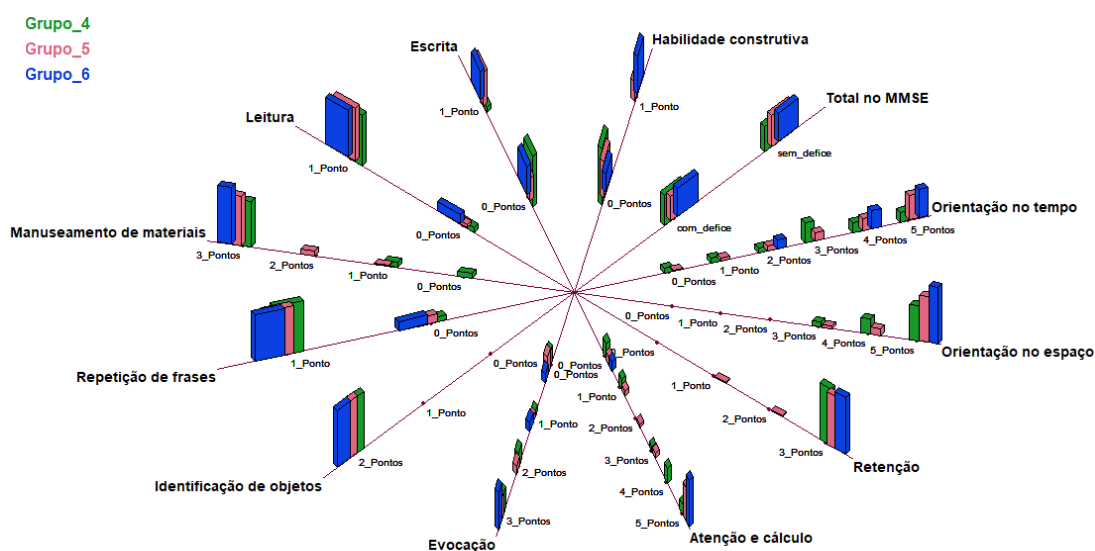 Grupo_4
Grupo_5
Grupo_6
Escrita
1_Ponto
0_Pontos
Habilidade construtiva
1_Ponto
0_Pontos
Total no MMSE
sem_defice
com_defice
Leitura
1_Ponto
0_Pontos
Orientação no tempo
5_Pontos
4_Pontos
3_Pontos
2_Pontos
1_Ponto
0_Pontos
Manuseamento de materiais
3_Pontos
2_Pontos
1_Ponto
0_Pontos
Orientação no espaço
0_Pontos
1_Ponto
2_Pontos
3_Pontos
4_Pontos
5_Pontos
Repetição de frases
1_Ponto
0_Pontos
Retenção
0_Pontos
1_Ponto
2_Pontos
3_Pontos
Identificação de objetos
2_Pontos
1_Ponto
0_Pontos
Evocação
3_Pontos
2_Pontos
1_Ponto
0_Pontos
Atenção e cálculo
0_Pontos
1_Ponto
2_Pontos
3_Pontos
4_Pontos
5_Pontos